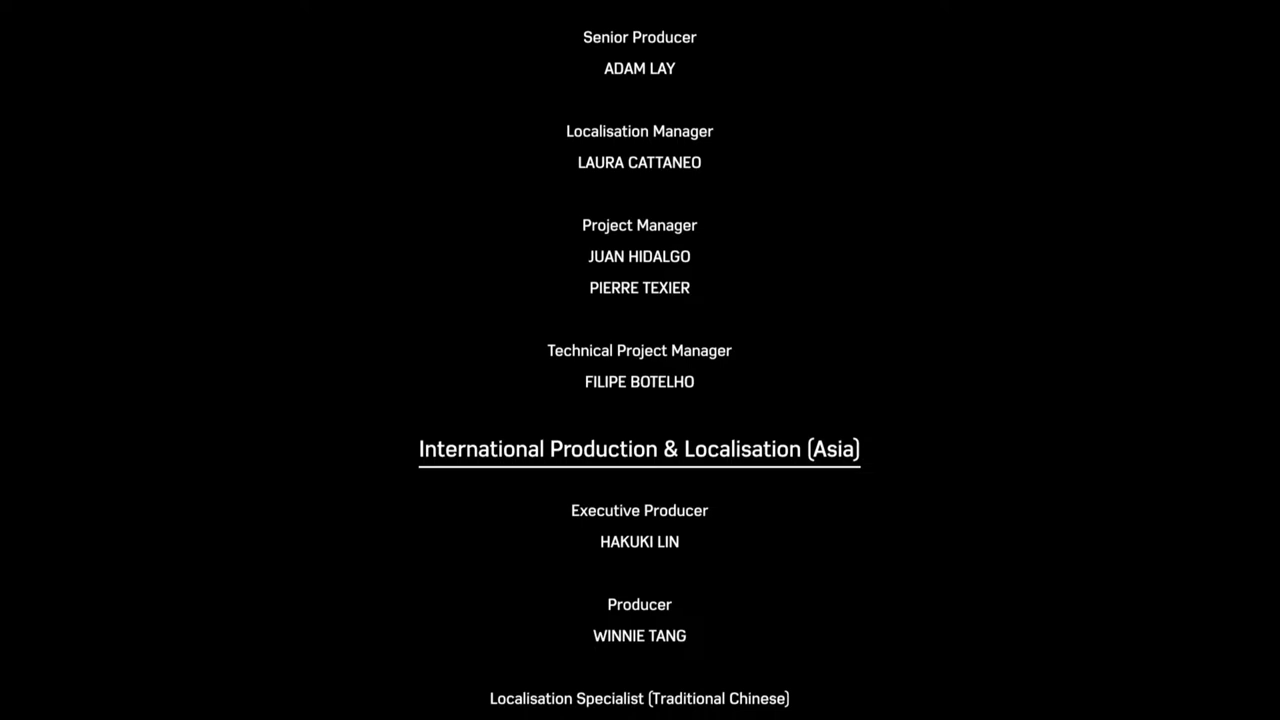 Senior Producer
ADAM LAY
Localisation Manager
LAURA CATTANEO
Project Manager
JUAN HIDALGO
PIERRE TEXIER
Technical Project Manager
FILIPE BOTELHO
International Production & Localisation (Asia)
Executive Producer
HAKUKI LIN
Producer
WINNIE TANG
Localisation Specialist (Traditional Chinese)